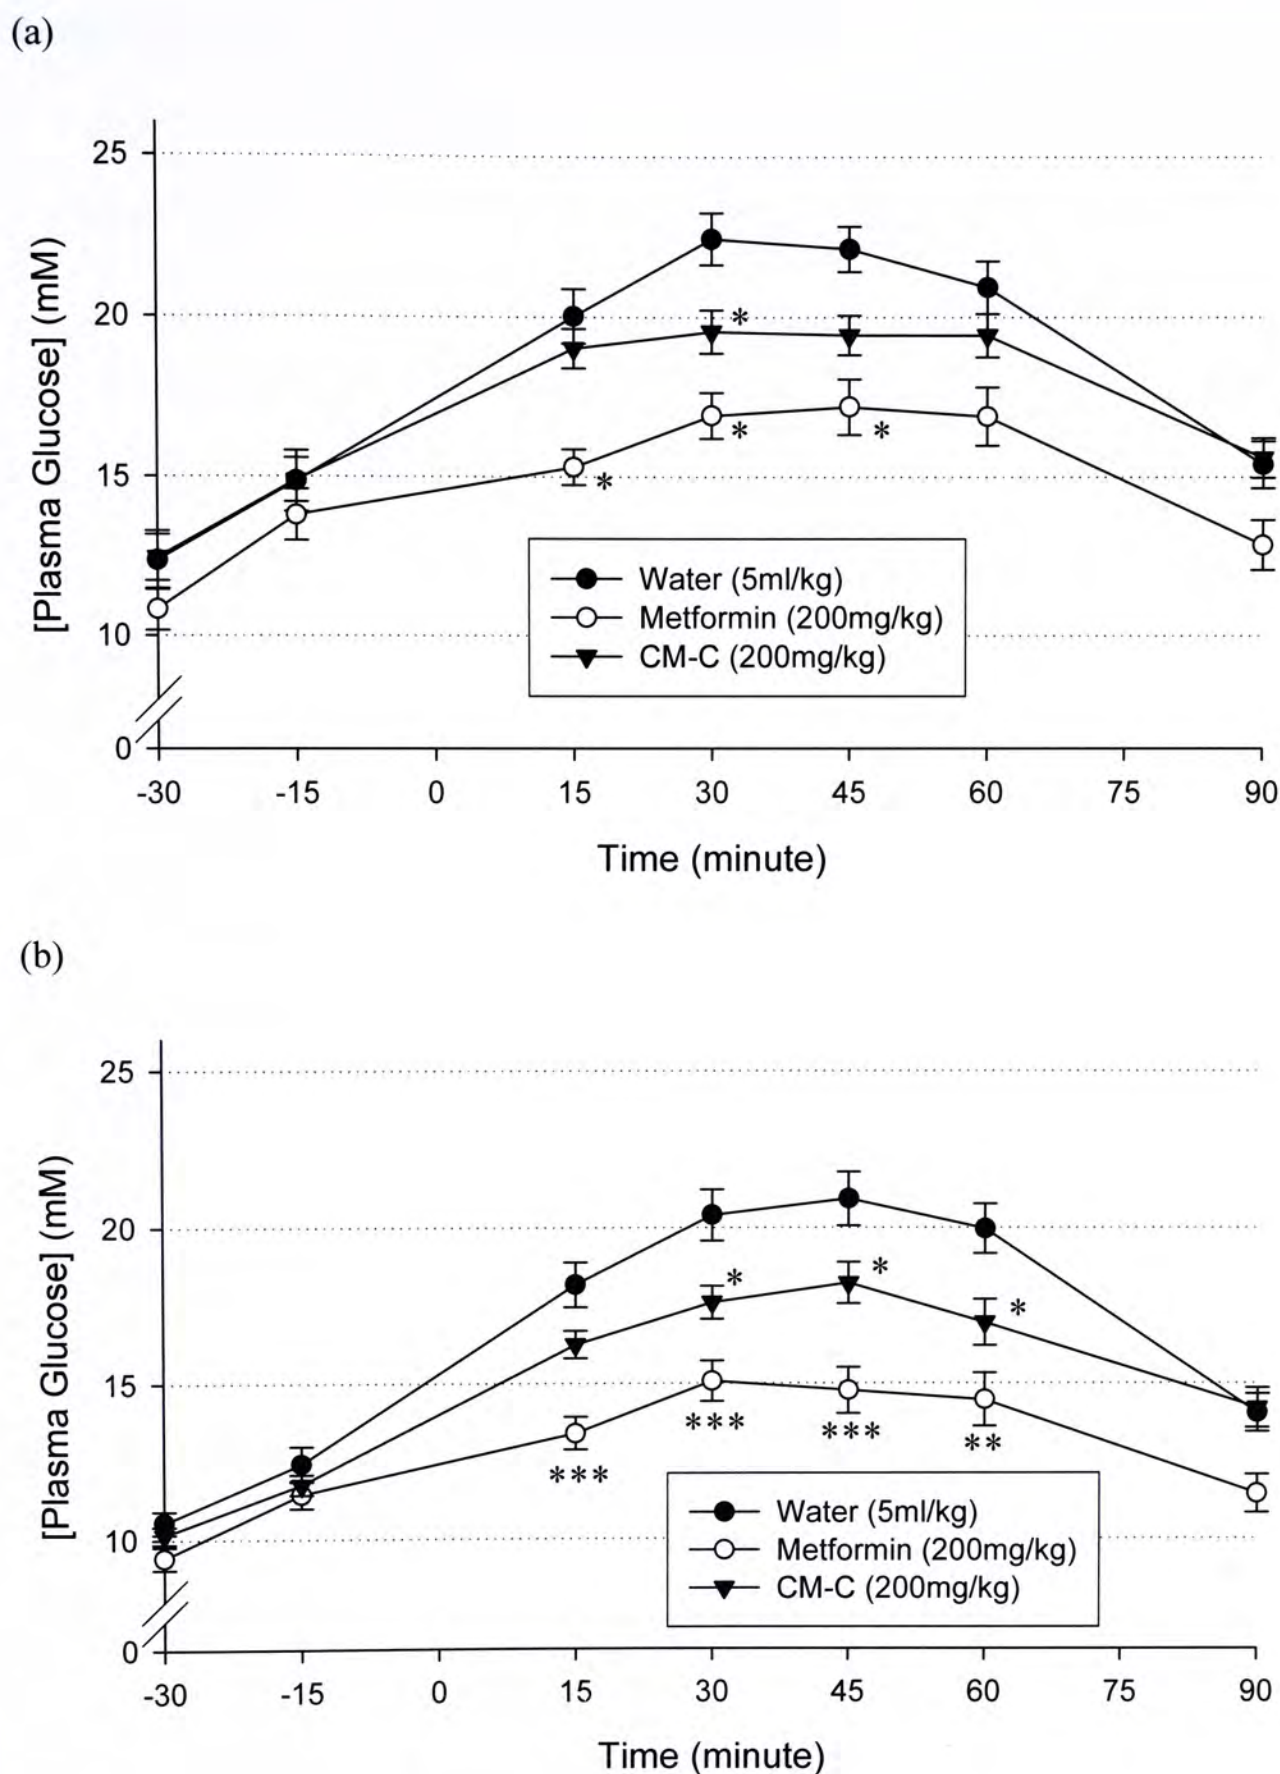 (a)
[Plasma Glucose] (mM)
25
20
15
10
0
*
*
*
*
Water (5ml/kg)
Metformin (200mg/kg)
CM-C (200mg/kg)
-30 -15 0 15 30 45 60 75 90
Time (minute)
(b)
[Plasma Glucose] (mM)
25
20
15
10
0
* * *
*** *** *** **
Water (5ml/kg)
Metformin (200mg/kg)
CM-C (200mg/kg)
-30 -15 0 15 30 45 60 75 90
Time (minute)